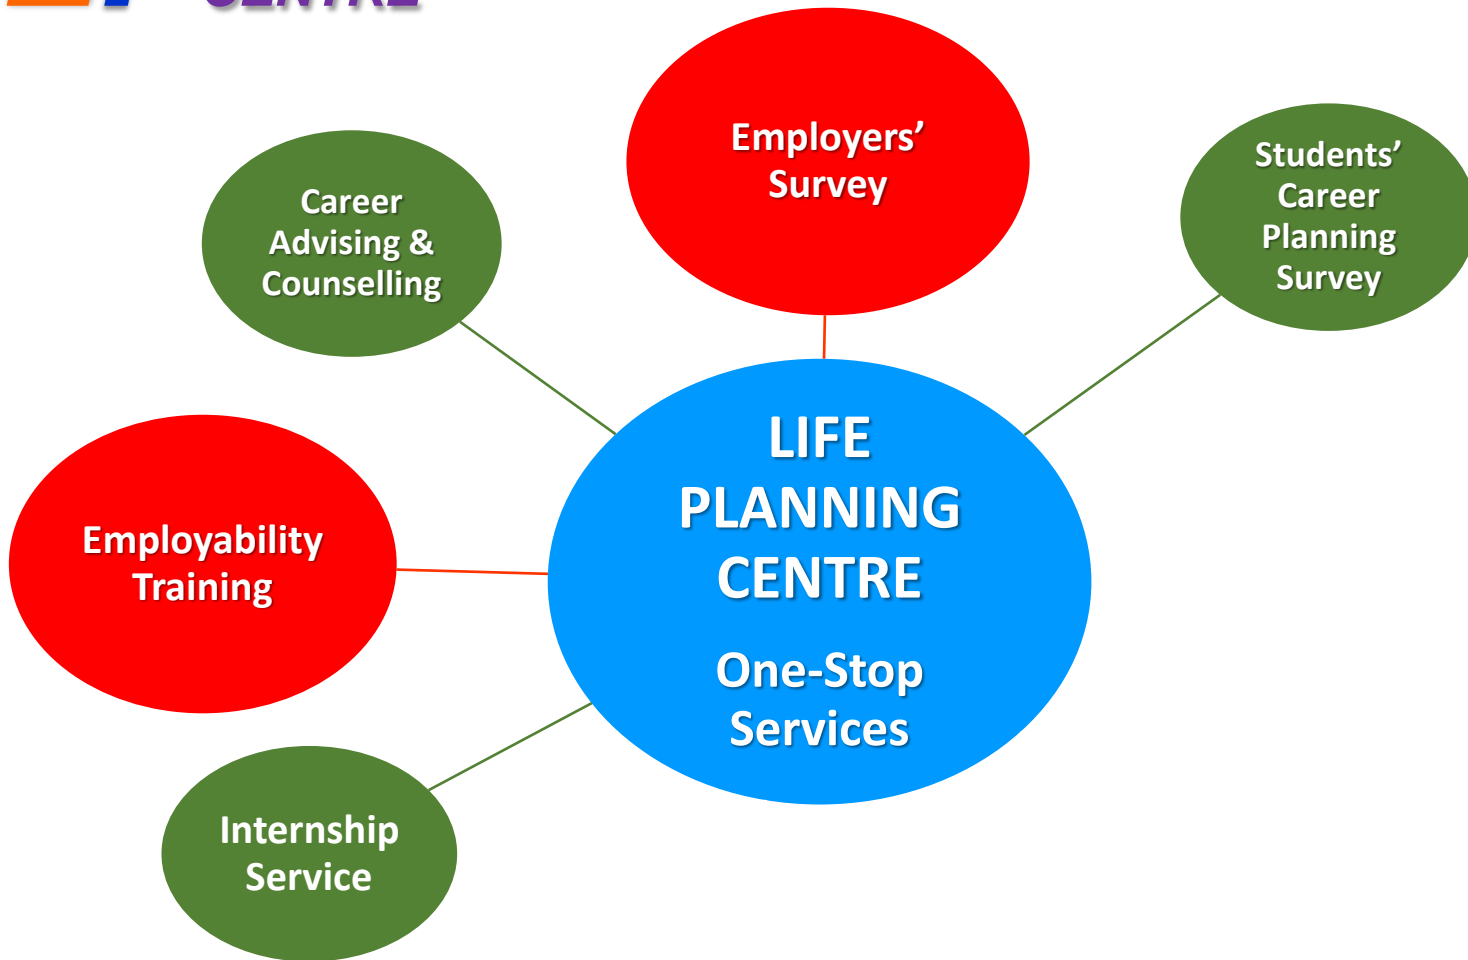 CENTRE
Employers’
Survey
Students’
Career
Planning
Survey
Career
Advising &
Counselling
LIFE
PLANNING
CENTRE
One-Stop
Services
Employability
Training
Internship
Service